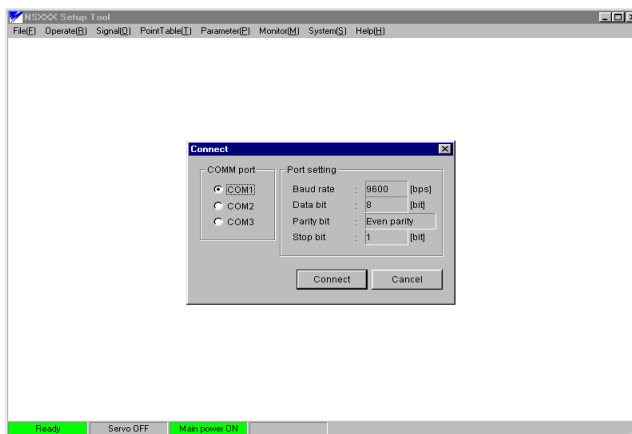 NSXXX Setup Tool
File(F) Operate(R) Signal(Q) PointTable(T) Parameter(P) Monitor(M) System(S) Help(H)
Connect
COMM port
COM1
COM2
COM3
Port setting
Baud rate : 9600 [bps]
Data bit : 8 [bit]
Parity bit : Even parity
Stop bit : 1 [bit]
Connect Cancel
Ready Servo OFF Main power ON